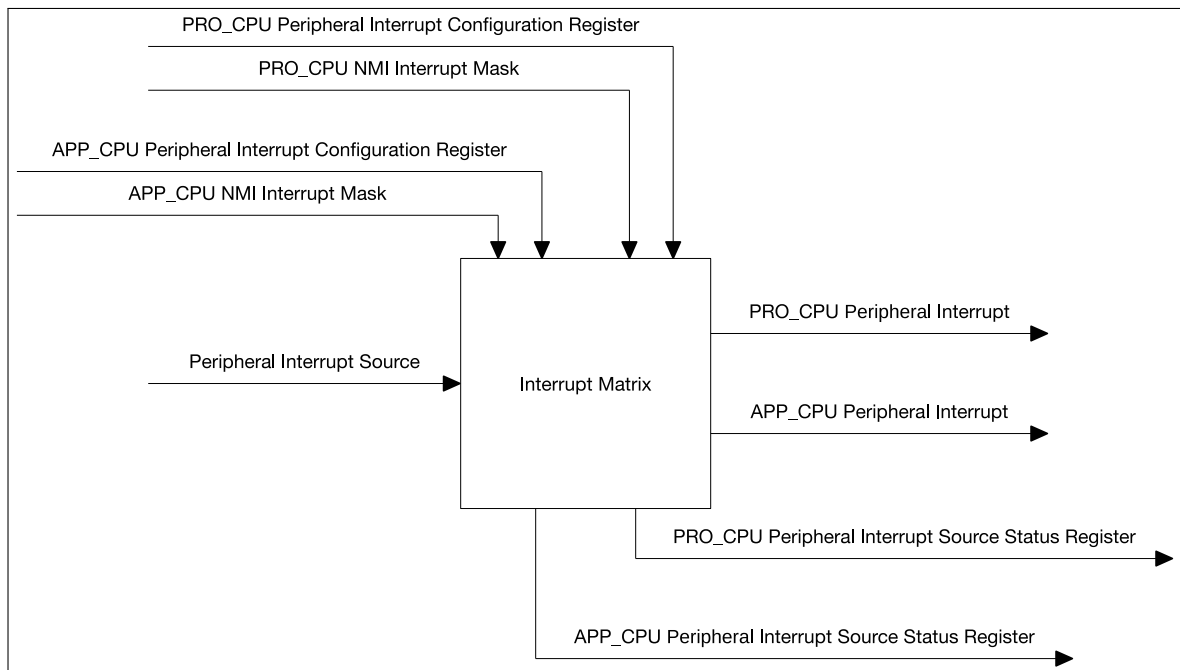 PRO_CPU Peripheral Interrupt Configuration Register
PRO_CPU NMI Interrupt Mask
APP_CPU Peripheral Interrupt Configuration Register
APP_CPU NMI Interrupt Mask
PRO_CPU Peripheral Interrupt
Peripheral Interrupt Source
Interrupt Matrix
APP_CPU Peripheral Interrupt
PRO_CPU Peripheral Interrupt Source Status Register
APP_CPU Peripheral Interrupt Source Status Register